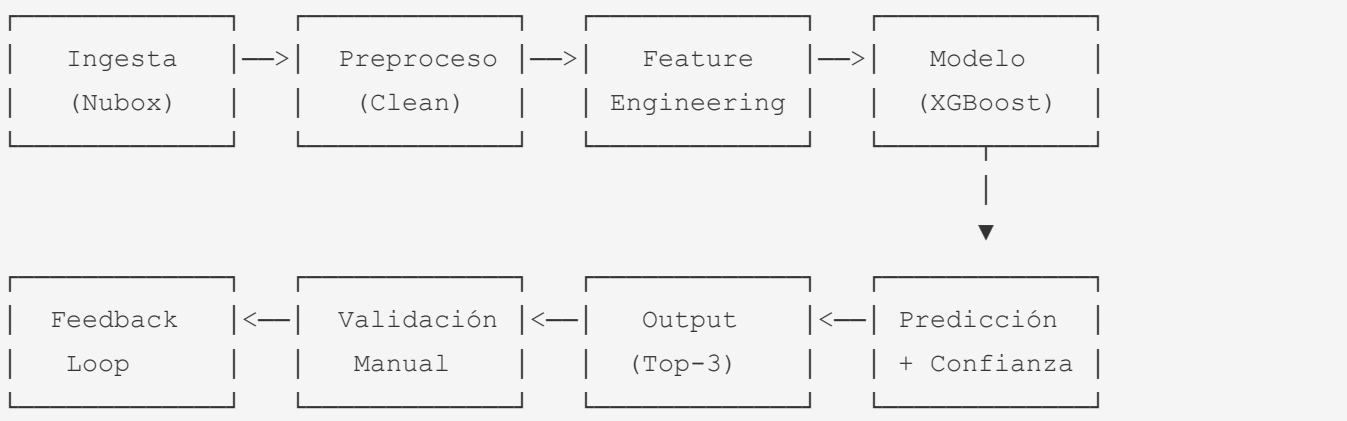 Ingesta Preproceso Feature Modelo
(Nubox) (Clean) Engineering (XGBoost)
Feedback Validación Output Predicción
Loop Manual (Top-3) + Confianza